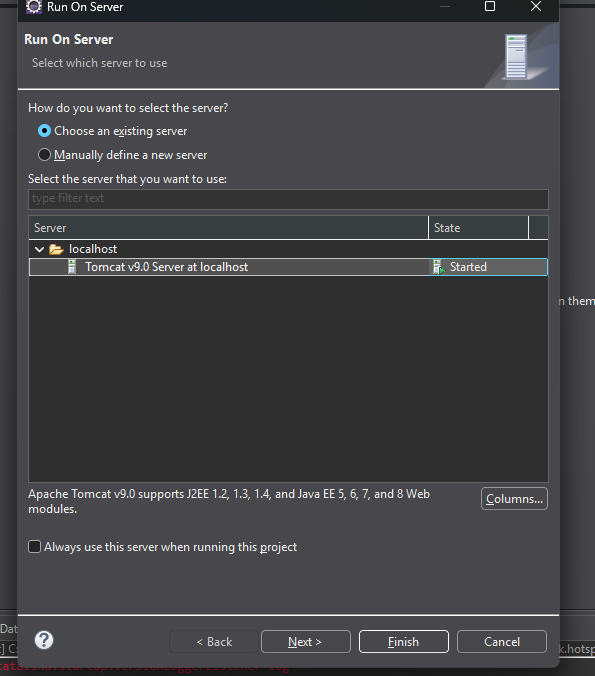 Run On Server
Run On Server
Select which server to use
How do you want to select the server?
Choose an existing server
Manually define a new server
Select the server that you want to use:
type filter text
Server State
localhost
Tomcat v9.0 Server at localhost Started
n them
Apache Tomcat v9.0 supports J2EE 1.2, 1.3, 1.4, and Java EE 5, 6, 7, and 8 Web
modules.
Columns...
Always use this server when running this project
Dat
] C:
k.hotsp
? < Back Next > Finish Cancel